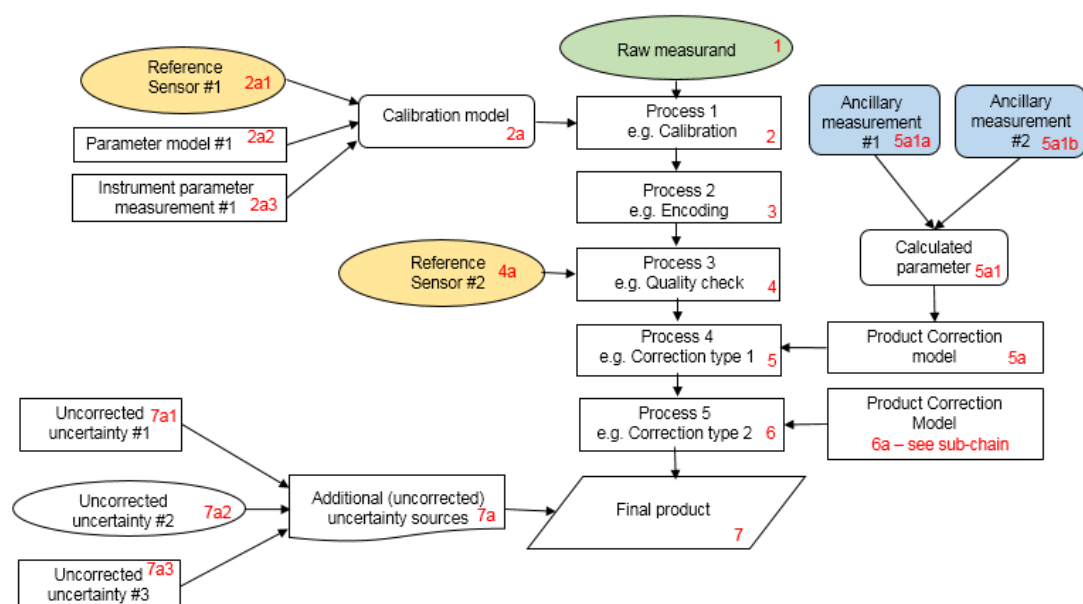 Raw measurand 1
Reference
Sensor #1 2a1
Parameter model #1 2a2
Instrument parameter
measurement #1 2a3
Calibration model
2a
Process 1
e.g. Calibration 2
Ancillary
measurement
#1 5a1a
Ancillary
measurement
#2 5a1b
Process 2
e.g. Encoding 3
Reference
Sensor #2 4a
Process 3
e.g. Quality check 4
Calculated
parameter 5a1
Process 4
e.g. Correction type 1 5
Product Correction
model 5a
Process 5
e.g. Correction type 2 6
Product Correction
Model
6a – see sub-chain
Uncorrected 7a1
uncertainty #1
Uncorrected
uncertainty #2 7a2
Uncorrected 7a3
uncertainty #3
Additional (uncorrected)
uncertainty sources 7a
Final product
7